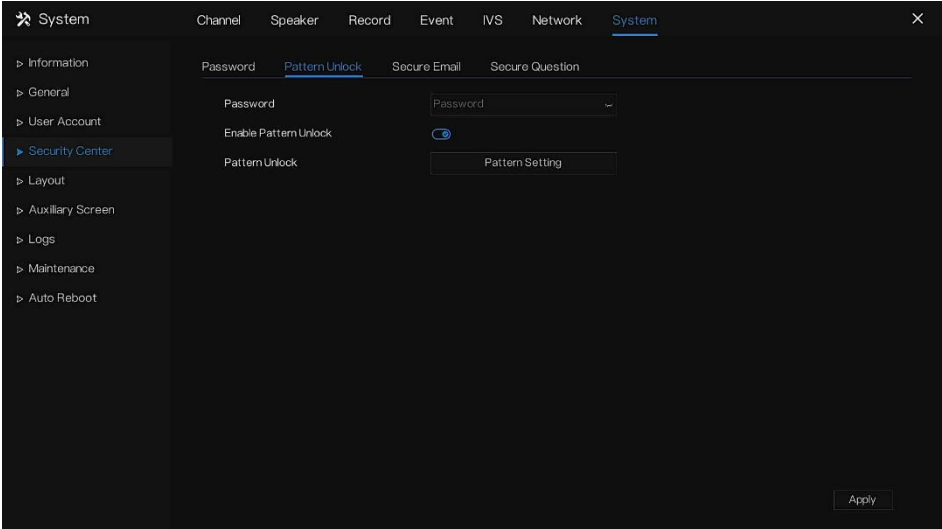 System Channel Speaker Record Event IVS Network System
Information
General
User Account
Security Center
Layout
Auxiliary Screen
Logs
Maintenance
Auto Reboot
Password Pattern Unlock Secure Email Secure Question
Password Password
Enable Pattern Unlock
Pattern Unlock Pattern Setting
Apply